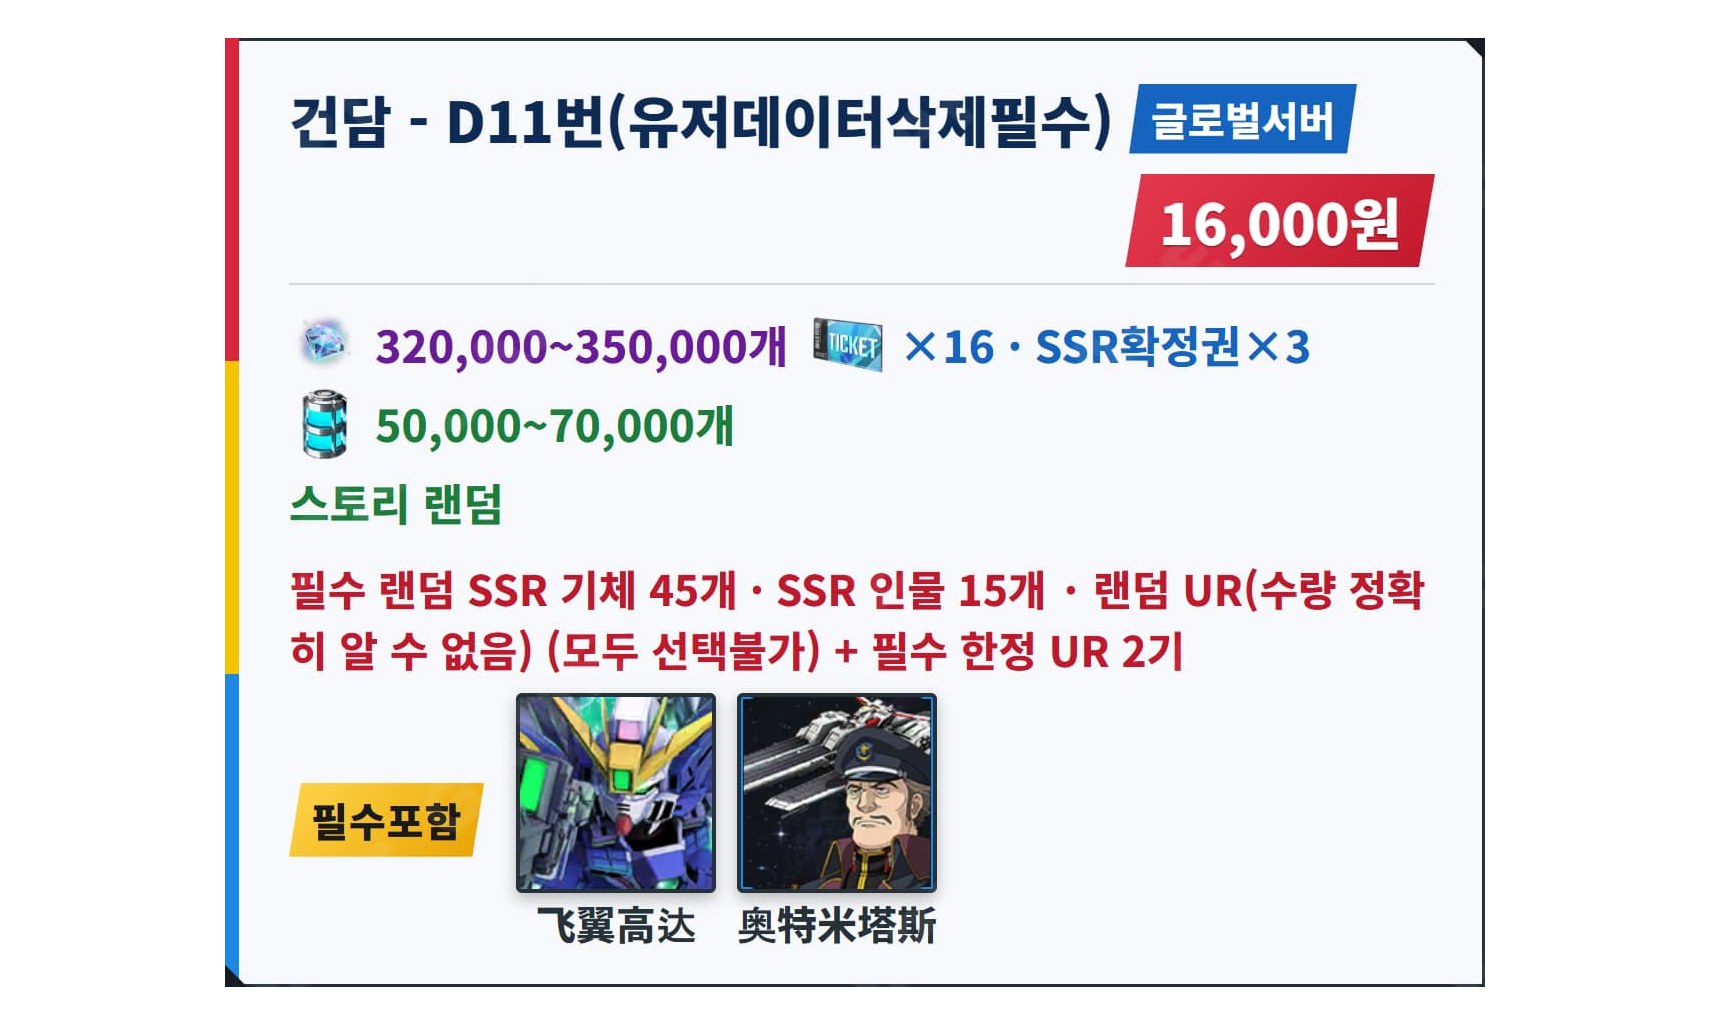 건담 - D11번(유저데이터삭제필수) 글로벌서버
16,000원
320,000~350,000개 TICKET ×16 · SSR확정권×3
50,000~70,000개
스토리 랜덤
필수 랜덤 SSR 기체 45개 · SSR 인물 15개 · 랜덤 UR(수량 정확
히 알 수 없음) (모두 선택불가) + 필수 한정 UR 2기
필수포함
飞翼高达 奥特米塔斯